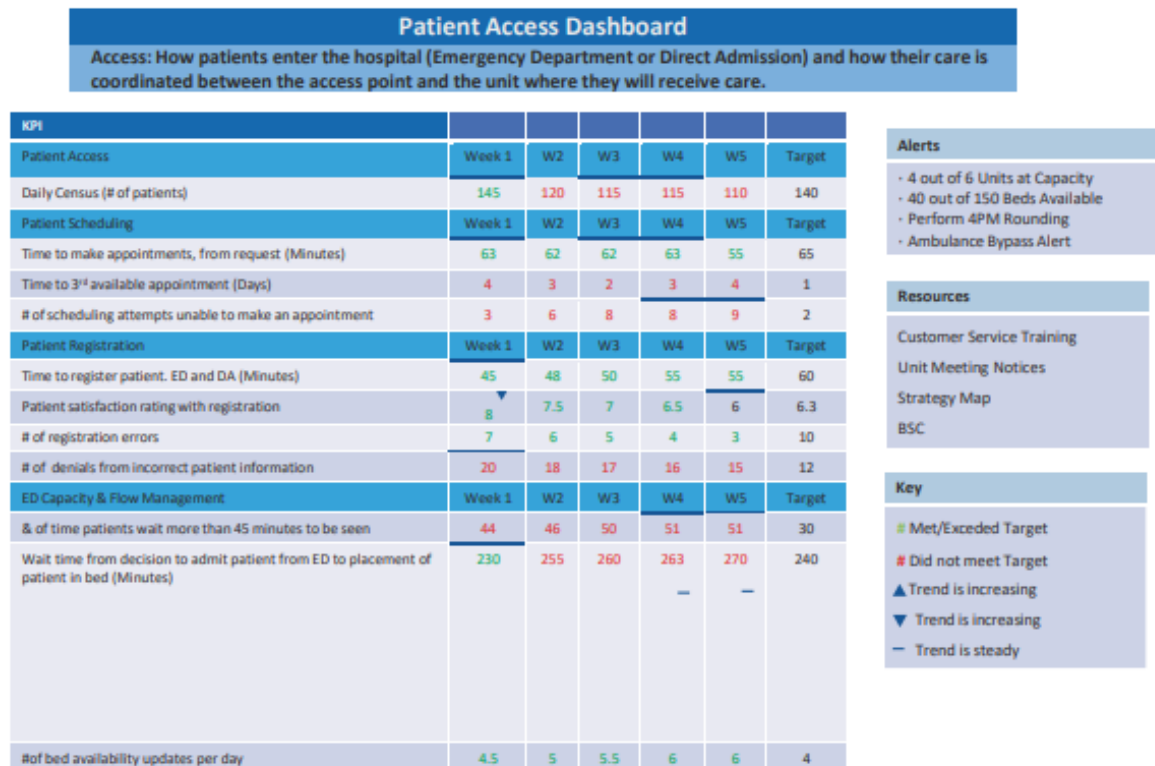 Patient Access Dashboard
Access: How patients enter the hospital (Emergency Department or Direct Admission) and how their care is
coordinated between the access point and the unit where they will receive care.
KPI
Patient Access Week 1 W2 W3 W4 W5 Target
Daily Census (# of patients) 145 120 115 115 110 140
Patient Scheduling Week 1 W2 W3 W4 W5 Target
Time to make appointments, from request (Minutes) 63 62 62 63 55 65
Time to 3rd available appointment (Days) 4 3 2 3 4 1
# of scheduling attempts unable to make an appointment 3 6 8 8 9 2
Patient Registration Week 1 W2 W3 W4 W5 Target
Time to register patient. ED and DA (Minutes) 45 48 50 55 55 60
Patient satisfaction rating with registration 8 7.5 7 6.5 6 6.3
# of registration errors 7 6 5 4 3 10
# of denials from incorrect patient information 20 18 17 16 15 12
ED Capacity & Flow Management Week 1 W2 W3 W4 W5 Target
& of time patients wait more than 45 minutes to be seen 44 46 50 51 51 30
Wait time from decision to admit patient from ED to placement of 230 255 260 263 270 240
patient in bed (Minutes)
#of bed availability updates per day 4.5 5 5.5 6 6 4
Alerts
· 4 out of 6 Units at Capacity
· 40 out of 150 Beds Available
· Perform 4PM Rounding
· Ambulance Bypass Alert
Resources
Customer Service Training
Unit Meeting Notices
Strategy Map
BSC
Key
# Met/Exceded Target
# Did not meet Target
▲ Trend is increasing
▼ Trend is increasing
– Trend is steady